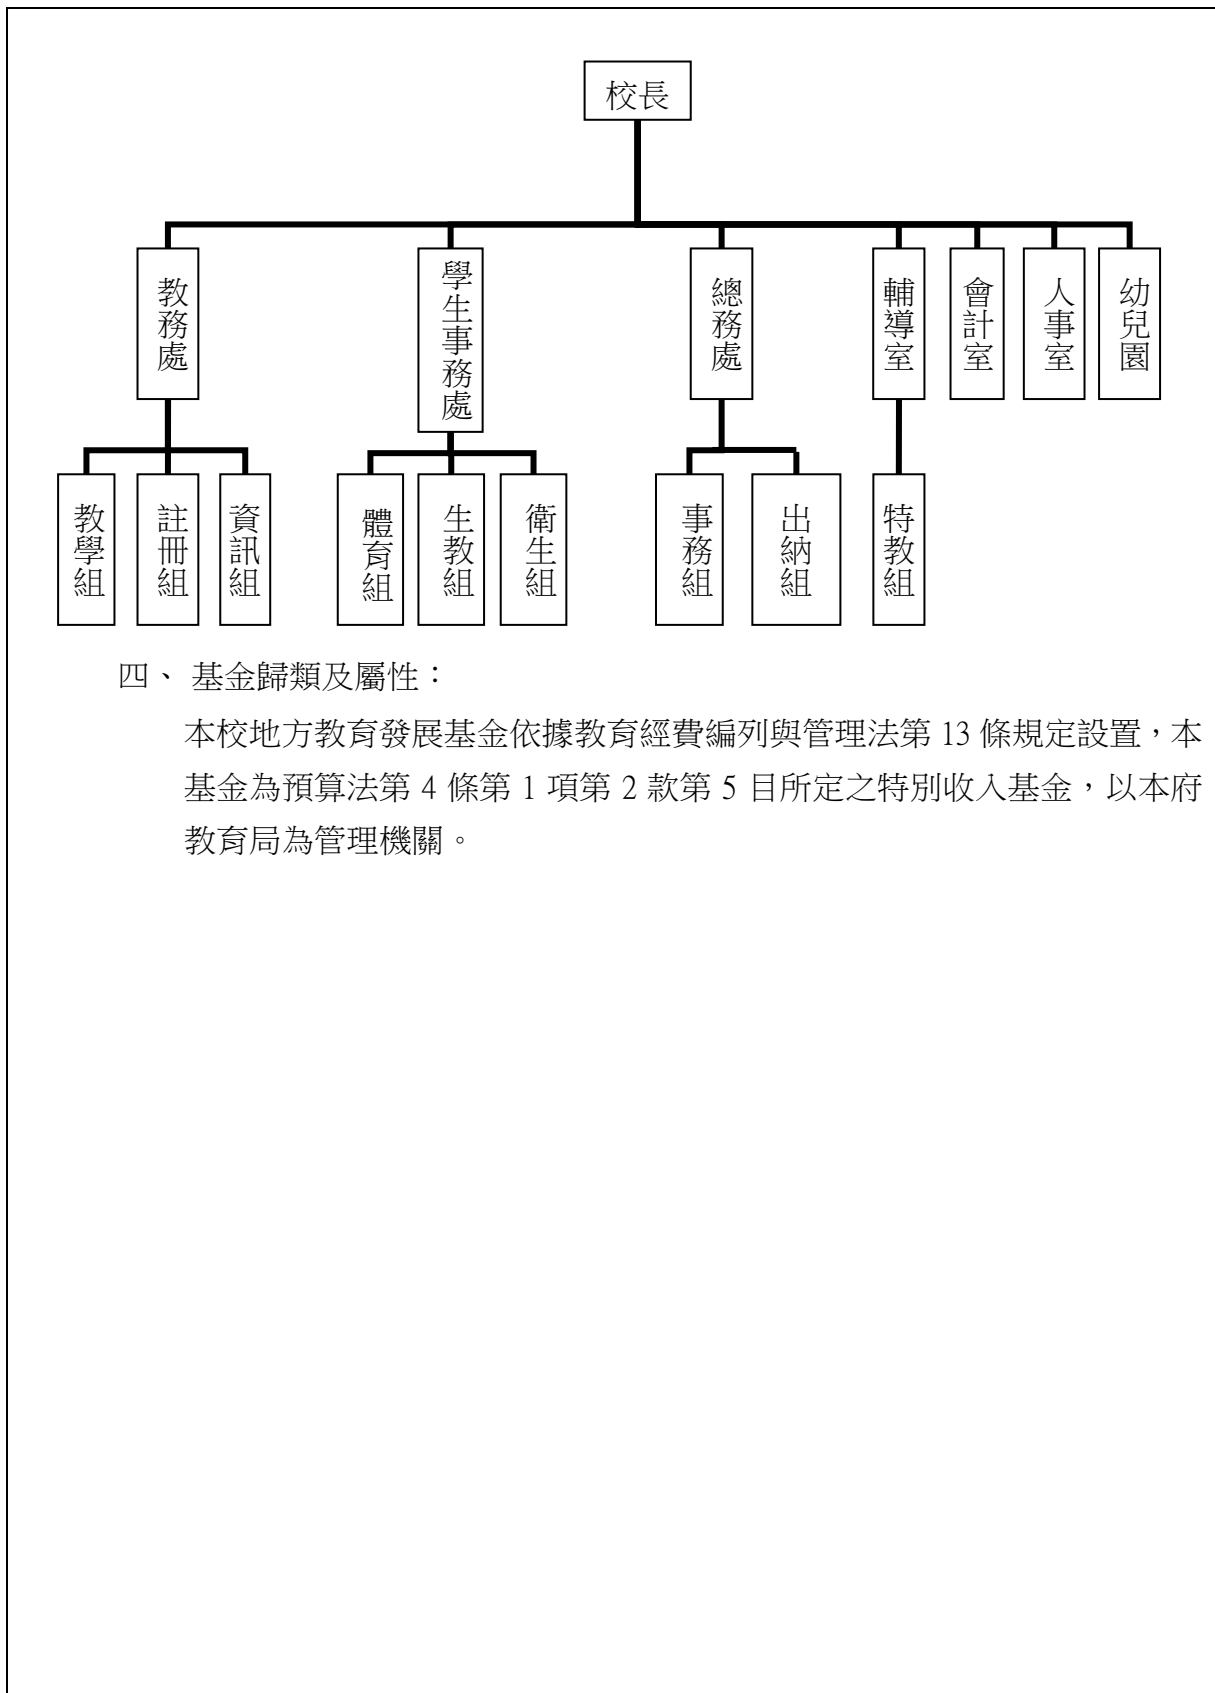 校長
教務處
學生事務處
總務處
輔導室
會計室
人事室
幼兒園
教學組
註冊組
資訊組
體育組
生教組
衛生組
事務組
出納組
特教組
四、 基金歸類及屬性：
本校地方教育發展基金依據教育經費編列與管理法第 13 條規定設置，本
基金為預算法第 4 條第 1 項第 2 款第 5 目所定之特別收入基金，以本府
教育局為管理機關。